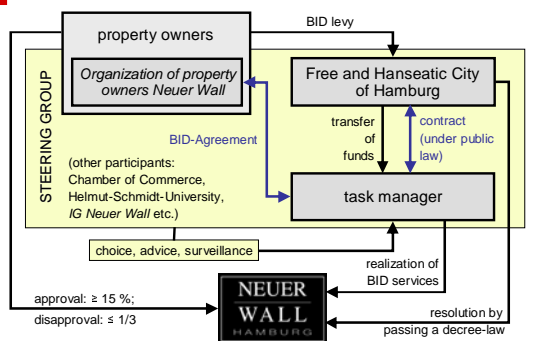 property owners
BID levy
Organization of property
owners Neuer Wall
Free and Hanseatic City
of Hamburg
STEERING GROUP
BID-Agreement
transfer
of
funds
contract
(under public
law)
(other participants:
Chamber of Commerce,
Helmut-Schmidt-University,
IG Neuer Wall etc.)
task manager
choice, advice, surveillance
realization of
BID services
approval: ≥ 15 %;
disapproval: ≤ 1/3
NEUER
WALL
HAMBURG
resolution by
passing a decree-law